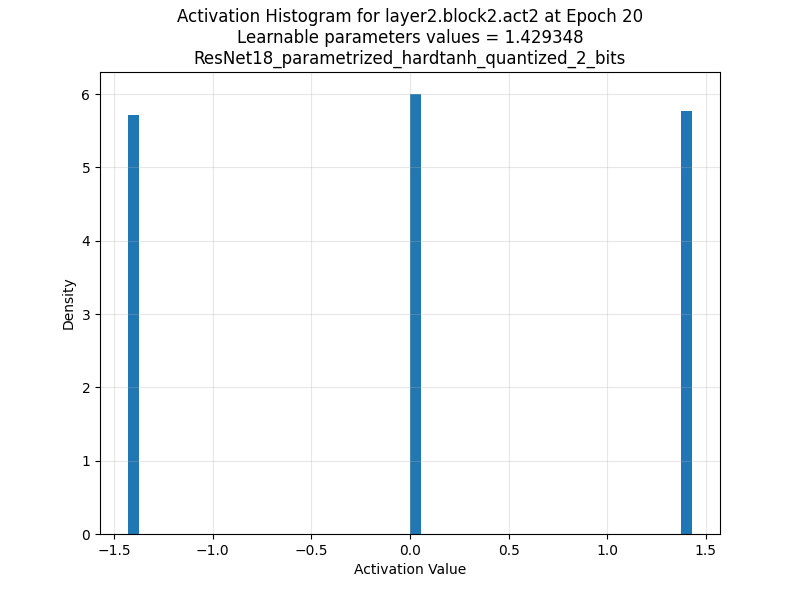 Activation Histogram for layer2.block2.act2 at Epoch 20
Learnable parameters values = 1.429348
ResNet18_parametrized_hardtanh_quantized_2_bits
6
5
4
3
2
1
0
Density
−1.5 −1.0 −0.5 0.0 0.5 1.0 1.5
Activation Value